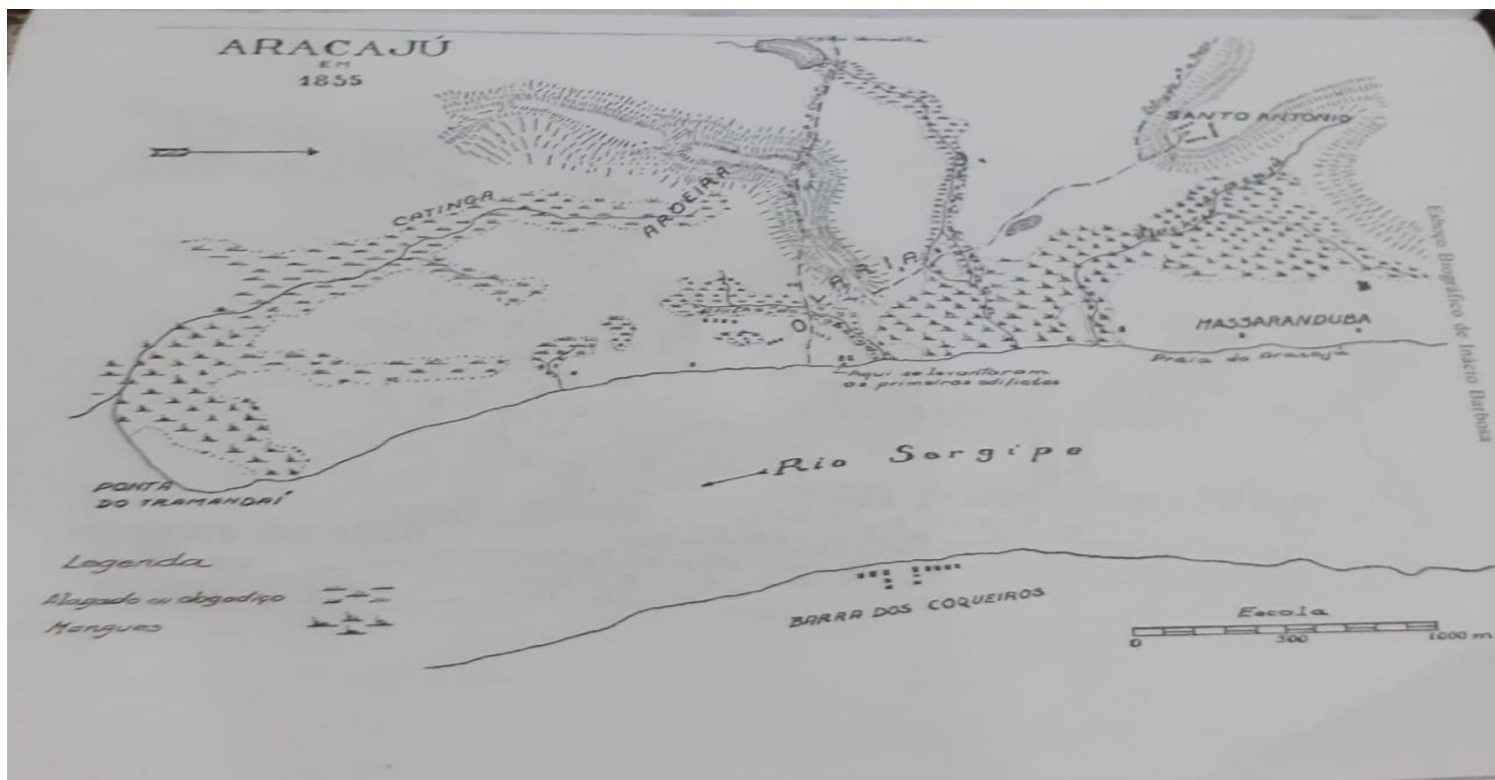 ARACAJÚ
EM
1855
SANTO ANTONIO
CATINGA
AROEIRA
OLARIA
MASSARANDUBA
Praia do Aracajú
Aqui se levantaram
os primeiros edificios
Rio Sergipe
PONTA
DO TRAMANDAÍ
Legenda
Alagado ou alagadiço
Mangues
BARRA DOS COQUEIROS
Escala
0 500 1000 m
Esboço Biográfico de Inácio Barbosa